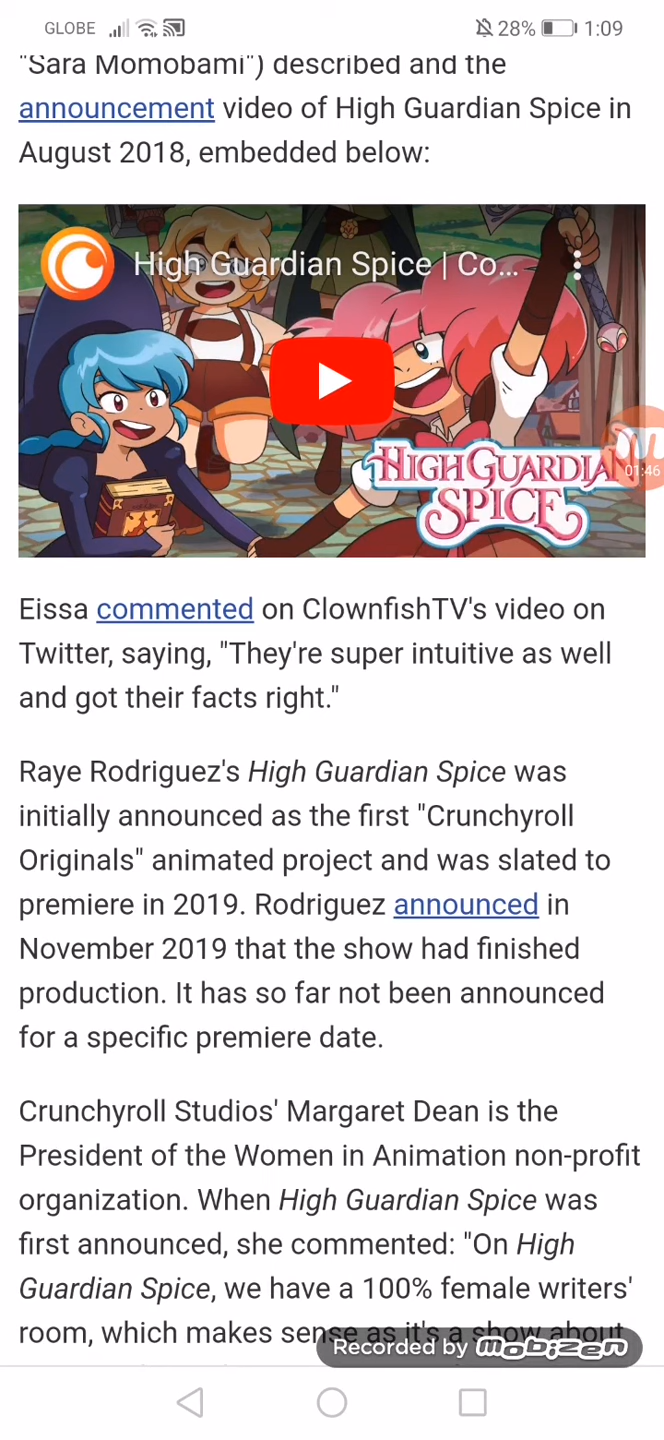 GLOBE 28% 1:09
"Sara Momobami") described and the
announcement video of High Guardian Spice in
August 2018, embedded below:
High Guardian Spice | Co...
HIGH GUARDIAN
SPICE
01:46
Eissa commented on ClownfishTV's video on
Twitter, saying, "They're super intuitive as well
and got their facts right."
Raye Rodriguez's High Guardian Spice was
initially announced as the first "Crunchyroll
Originals" animated project and was slated to
premiere in 2019. Rodriguez announced in
November 2019 that the show had finished
production. It has so far not been announced
for a specific premiere date.
Crunchyroll Studios' Margaret Dean is the
President of the Women in Animation non-profit
organization. When High Guardian Spice was
first announced, she commented: "On High
Guardian Spice, we have a 100% female writers'
room, which makes sense as it's a show about
Recorded by mobizen